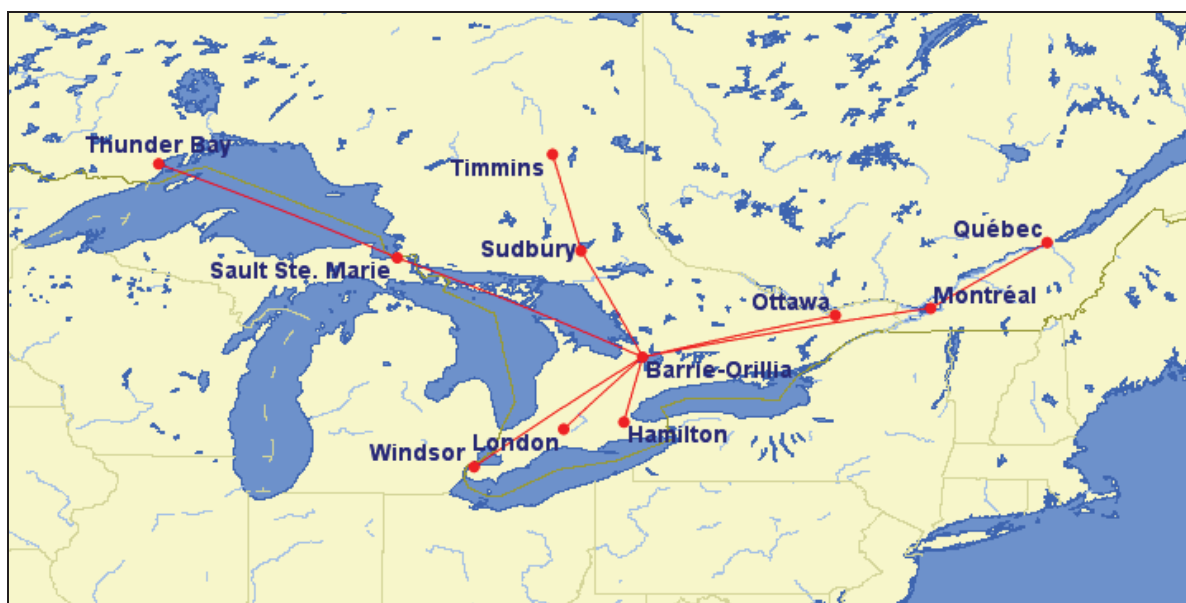 Thunder Bay
Timmins
Québec
Sudbury
Sault Ste. Marie
Ottawa
Montréal
Barrie-Orillia
Windsor
London
Hamilton